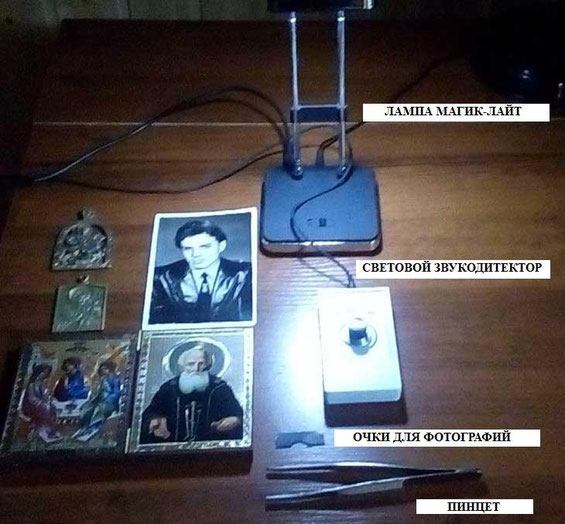 ЛАМПА МАГИК-ЛАЙТ
СВЕТОВОЙ ЗВУКОДИТЕКТОР
ОЧКИ ДЛЯ ФОТОГРАФИЙ
ПИНЦЕТ